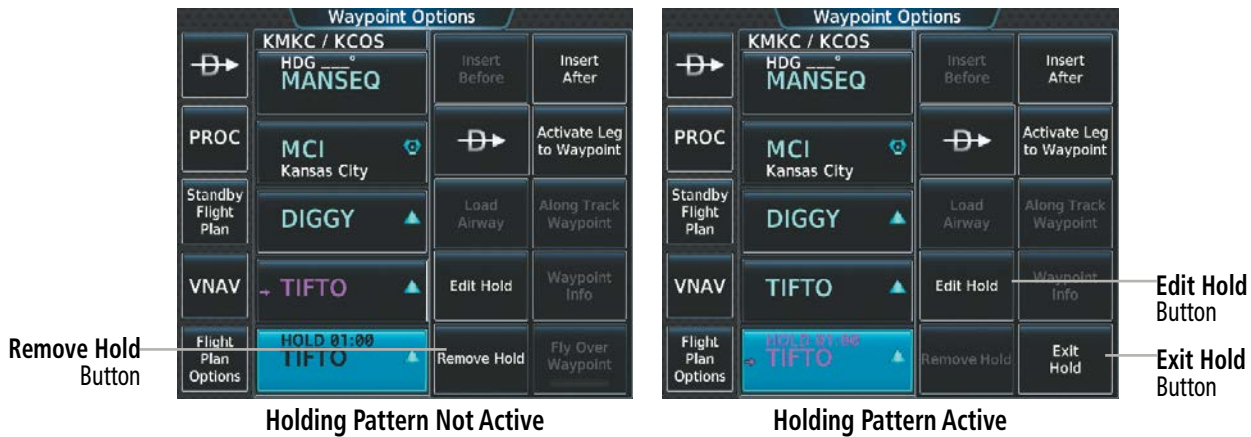 Waypoint Options
KMKC / KCOS
HDG ___°
MANSEQ
Insert
Before
Insert
After
PROC
MCI
Kansas City
Activate Leg
to Waypoint
Standby
Flight
Plan
DIGGY
Load
Airway
Along Track
Waypoint
VNAV
TIFTO
Edit Hold
Waypoint
Info
Flight
Plan
Options
HOLD 01:00
TIFTO
Remove Hold
Fly Over
Waypoint
Remove Hold
Button
Holding Pattern Not Active
Waypoint Options
KMKC / KCOS
HDG ___°
MANSEQ
Insert
Before
Insert
After
PROC
MCI
Kansas City
Activate Leg
to Waypoint
Standby
Flight
Plan
DIGGY
Load
Airway
Along Track
Waypoint
VNAV
TIFTO
Edit Hold
Waypoint
Info
Flight
Plan
Options
HOLD 01:00
TIFTO
Remove Hold
Exit
Hold
Edit Hold
Button
Exit Hold
Button
Holding Pattern Active